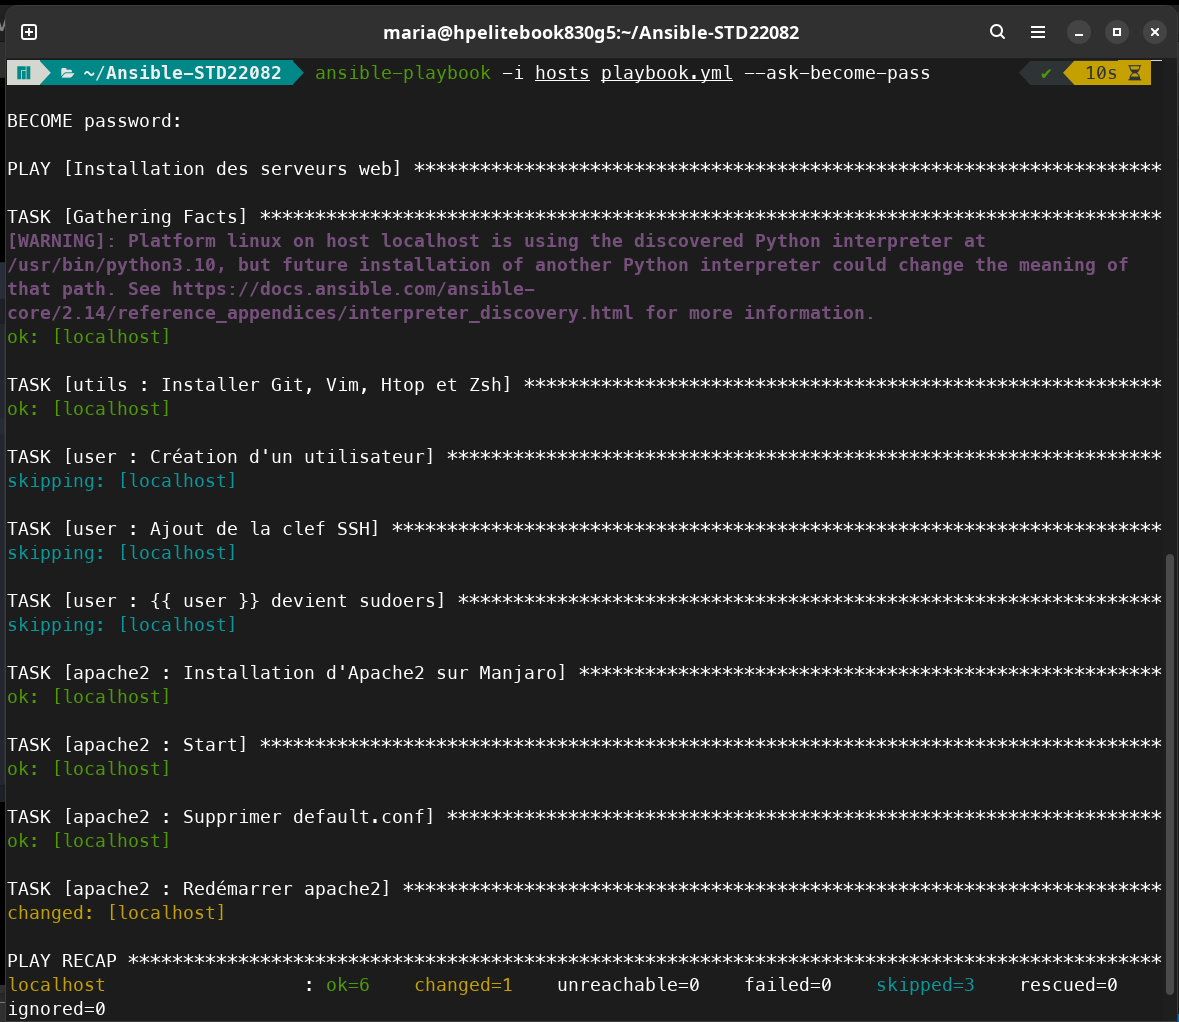 maria@hpelitebook830g5:~/Ansible-STD22082
~/Ansible-STD22082 ansible-playbook -i hosts playbook.yml --ask-become-pass ✔ 10s
BECOME password:
PLAY [Installation des serveurs web] ********************************************************************
TASK [Gathering Facts] **********************************************************************************
[WARNING]: Platform linux on host localhost is using the discovered Python interpreter at
/usr/bin/python3.10, but future installation of another Python interpreter could change the meaning of
that path. See https://docs.ansible.com/ansible-
core/2.14/reference_appendices/interpreter_discovery.html for more information.
ok: [localhost]
TASK [utils : Installer Git, Vim, Htop et Zsh] **********************************************************
ok: [localhost]
TASK [user : Création d'un utilisateur] *****************************************************************
skipping: [localhost]
TASK [user : Ajout de la clef SSH] **********************************************************************
skipping: [localhost]
TASK [user : {{ user }} devient sudoers] ****************************************************************
skipping: [localhost]
TASK [apache2 : Installation d'Apache2 sur Manjaro] *****************************************************
ok: [localhost]
TASK [apache2 : Start] **********************************************************************************
ok: [localhost]
TASK [apache2 : Supprimer default.conf] *****************************************************************
ok: [localhost]
TASK [apache2 : Redémarrer apache2] *********************************************************************
changed: [localhost]
PLAY RECAP **********************************************************************************************
localhost : ok=6 changed=1 unreachable=0 failed=0 skipped=3 rescued=0
ignored=0